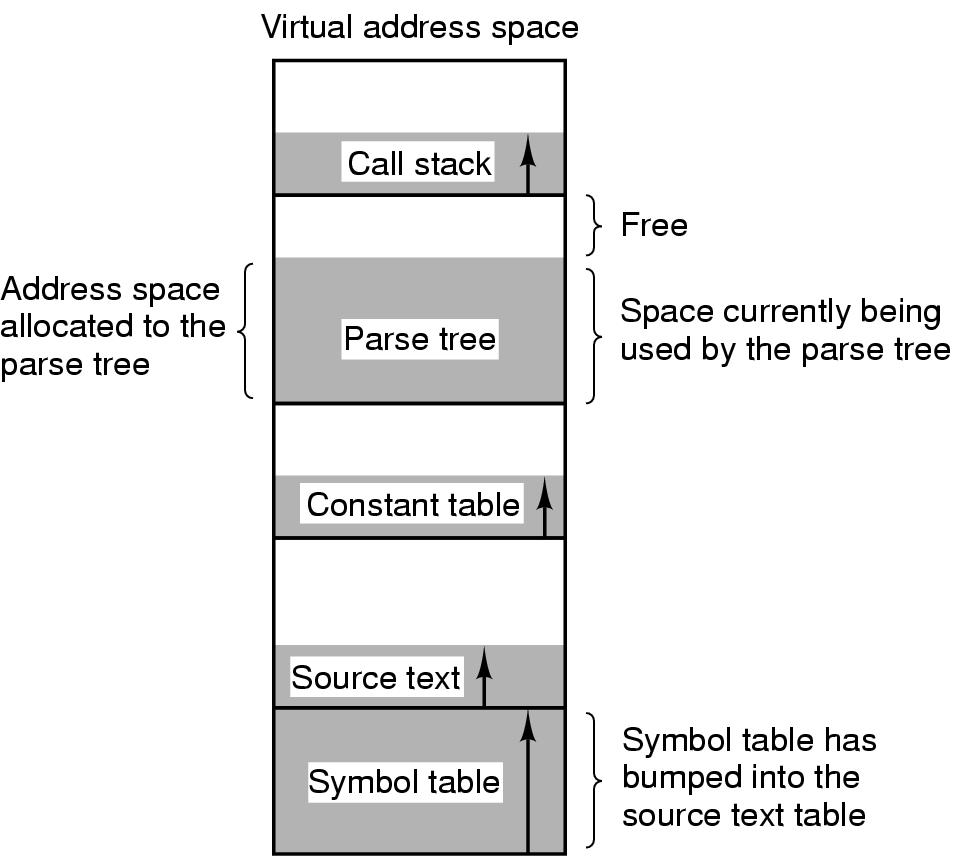 Virtual address space
Call stack
Free
Address space
allocated to the
parse tree
Parse tree
Space currently being
used by the parse tree
Constant table
Source text
Symbol table
Symbol table has
bumped into the
source text table